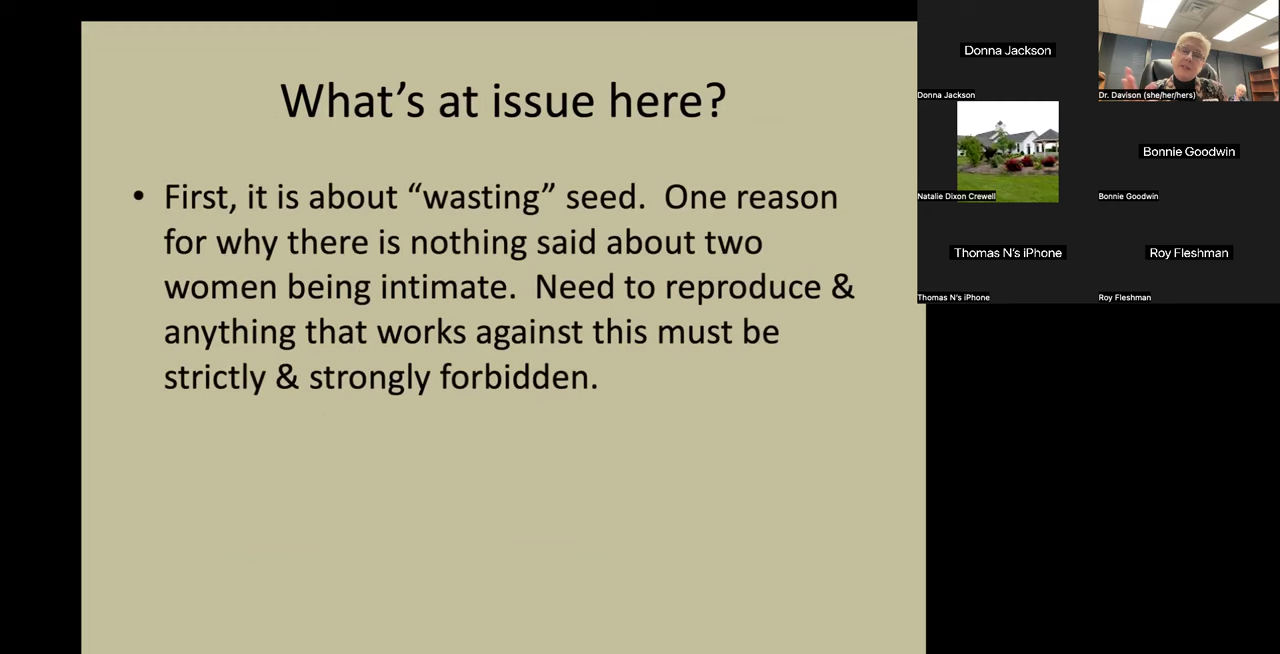 What’s at issue here?
• First, it is about “wasting” seed. One reason
for why there is nothing said about two
women being intimate. Need to reproduce &
anything that works against this must be
strictly & strongly forbidden.
Donna Jackson
Donna Jackson
Dr. Davison (she/her/hers)
Natalie Dixon Crewell
Bonnie Goodwin
Bonnie Goodwin
Thomas N's iPhone
Thomas N's iPhone
Roy Fleshman
Roy Fleshman